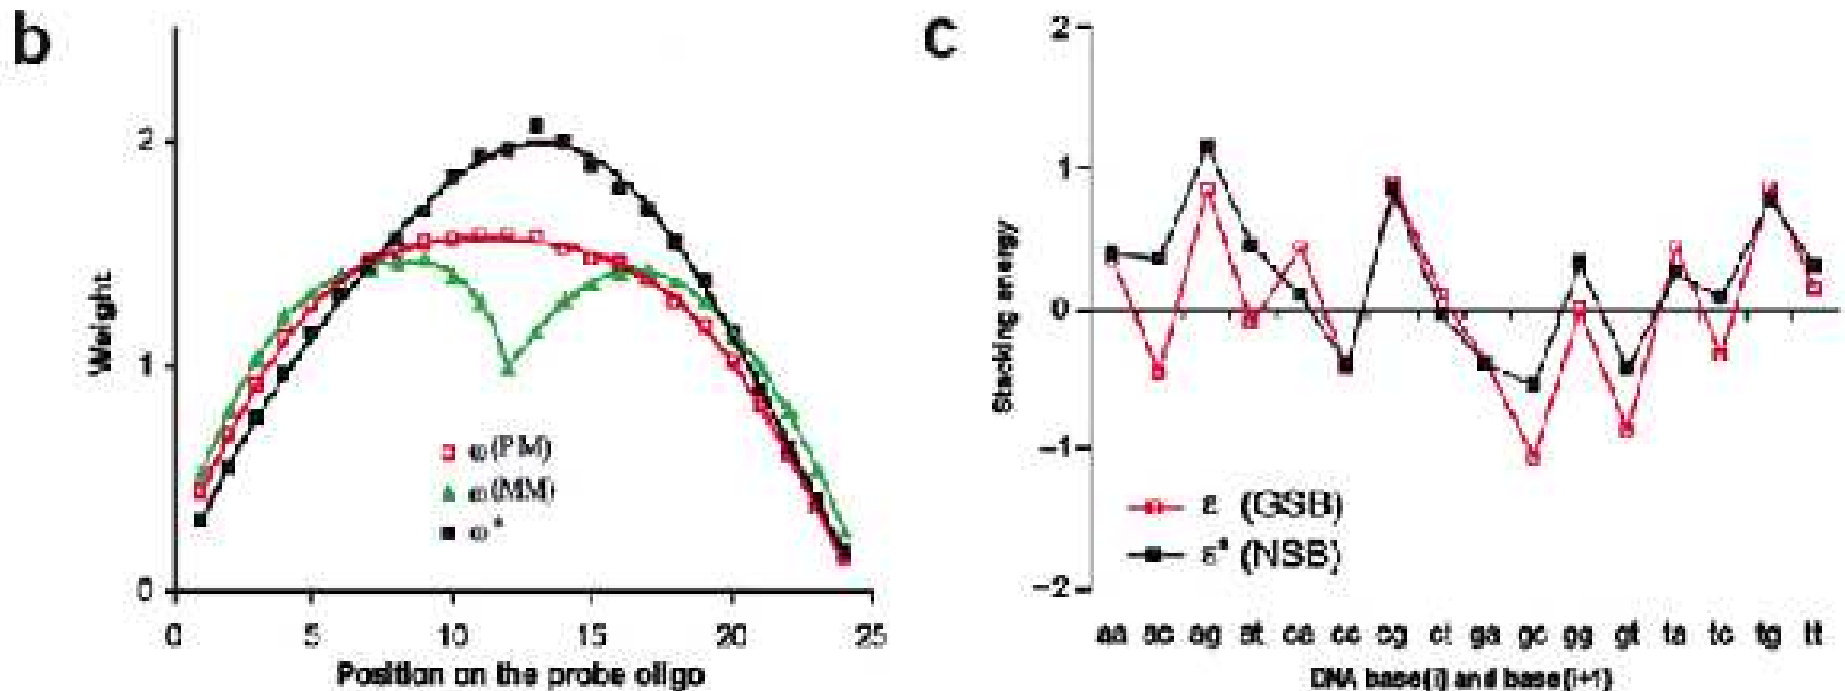 b
2
1
0
Weight
ω (PM)
ω (MM)
ω*
0 5 10 15 20 25
Position on the probe oligo
c
2
1
0
−1
−2
Stacking energy
ε (GSB)
ε* (NSB)
aa ac ag at ca cc cg ct ga gc gg gt ta tc tg tt
DNA base(i) and base(i+1)